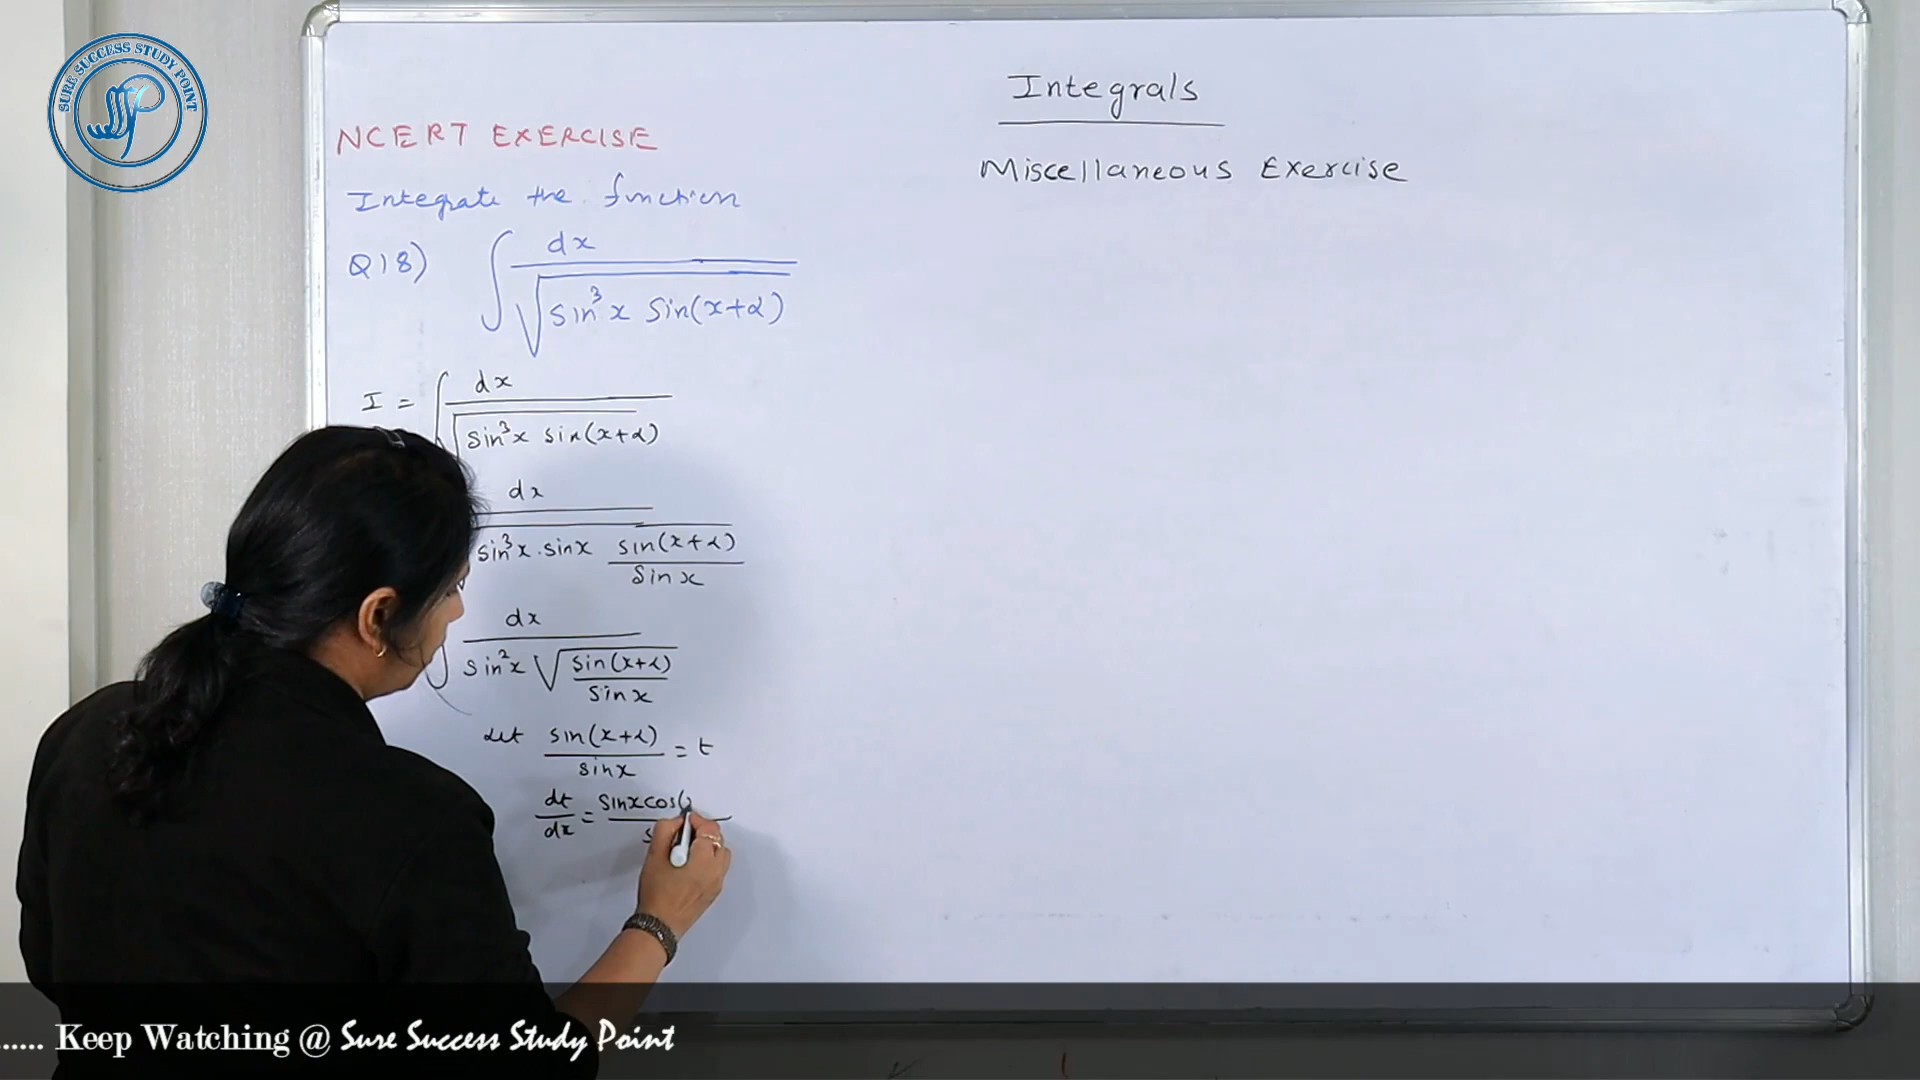 SURE SUCCESS STUDY POINT
Integrals
Miscellaneous Exercise
NCERT EXERCISE
Integrate the function
Q18) ∫ dx / √(sin³x sin(x+α))
I = ∫ dx / √(sin³x sin(x+α))
dx / sin³x . sinx sin(x+α) / sin x
∫ dx / sin²x √(sin(x+α) / sin x)
Let sin(x+α) / sinx = t
dt/dx = sinx cos(
...... Keep Watching @ Sure Success Study Point